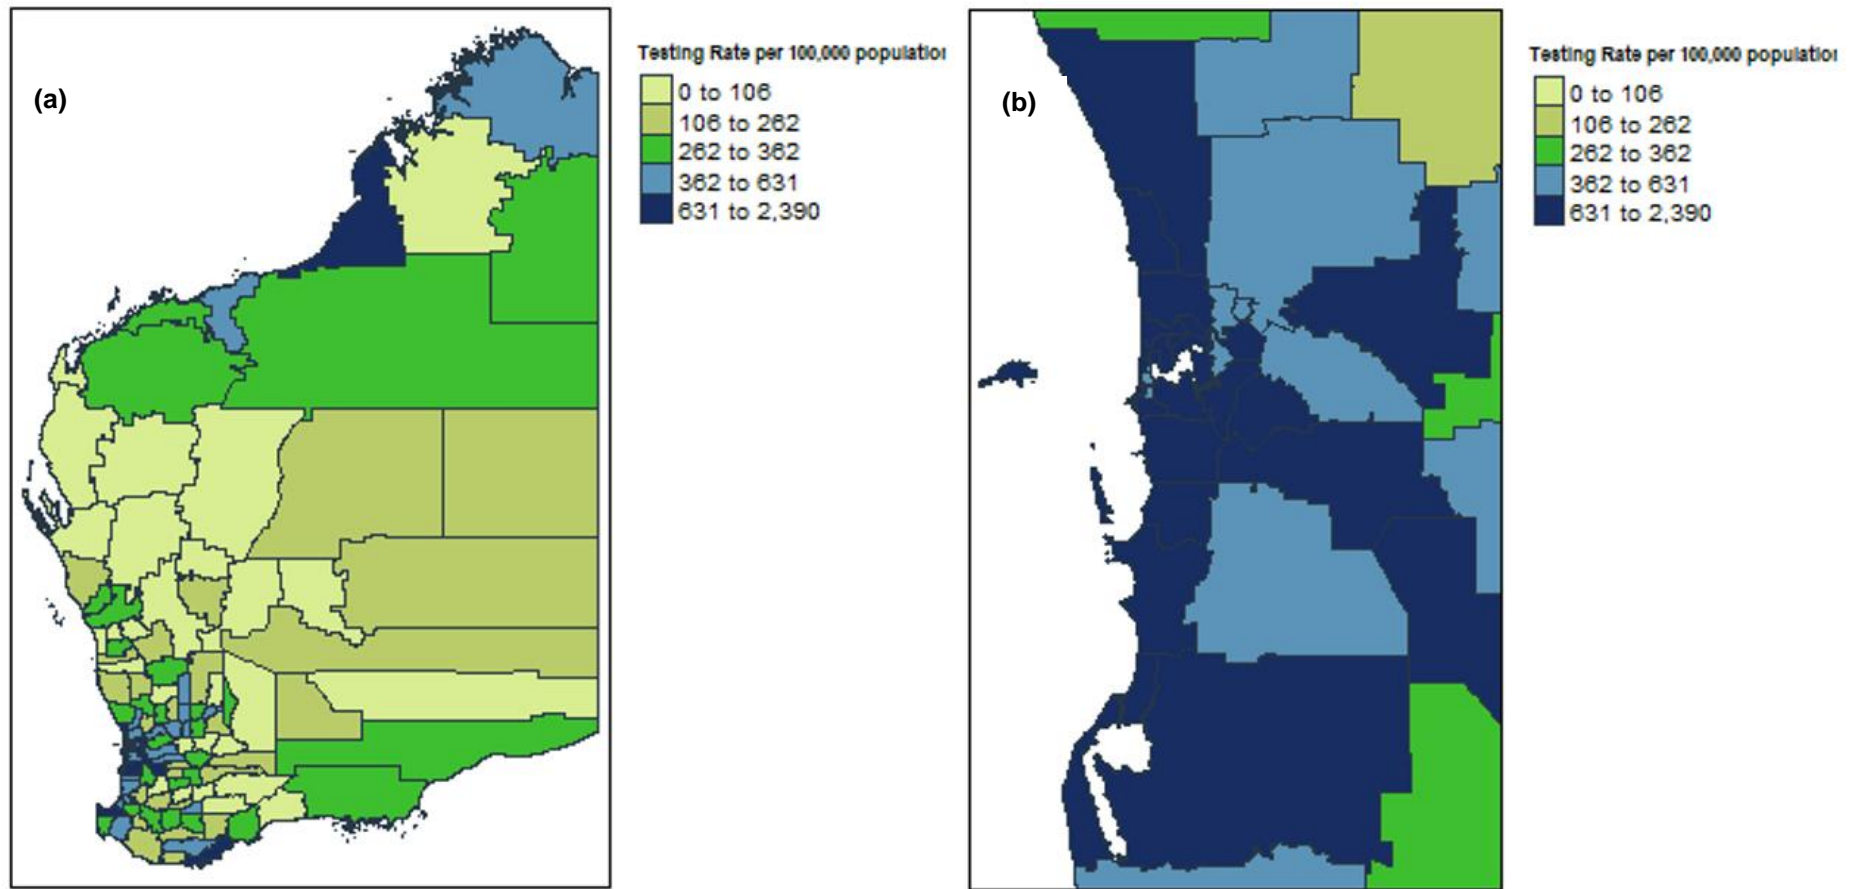 (a)
Testing Rate per 100,000 population
0 to 106
106 to 262
262 to 362
362 to 631
631 to 2,390
(b)
Testing Rate per 100,000 population
0 to 106
106 to 262
262 to 362
362 to 631
631 to 2,390